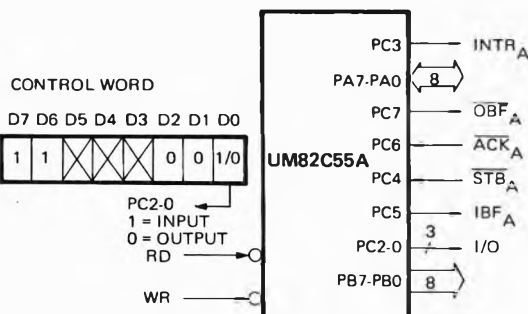 CONTROL WORD
D7 D6 D5 D4 D3 D2 D1 D0
1 1 0 0 1/0
PC2-0
1 = INPUT
0 = OUTPUT
RD
WR
UM82C55A
PC3 INTRA
PA7-PA0 8
PC7 OBFA
PC6 ACKA
PC4 STBA
PC5 IBFA
PC2-0 3 I/O
PB7-PB0 8